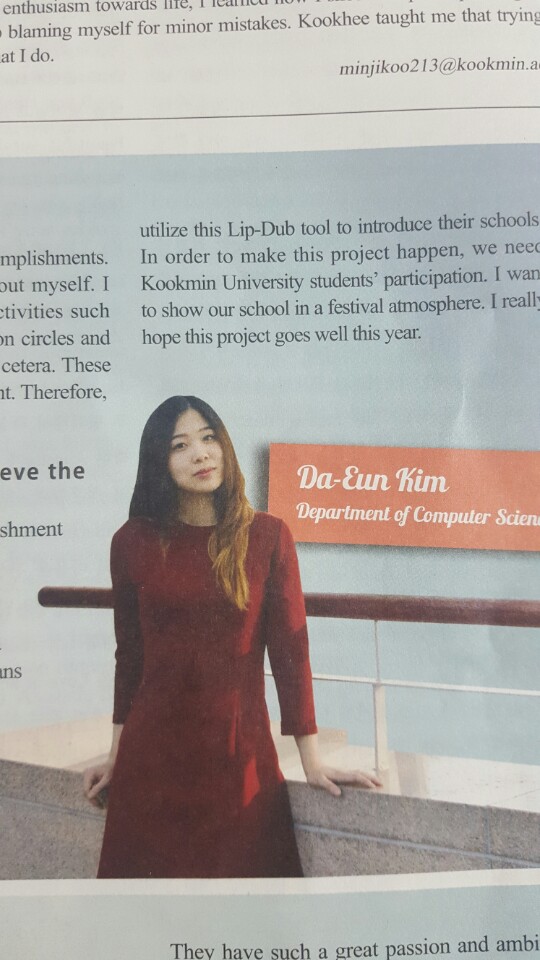 enthusiasm towards life, I learned how
blaming myself for minor mistakes. Kookhee taught me that trying
at I do.
minjikoo213@kookmin.a
mplishments.
out myself. I
ctivities such
on circles and
cetera. These
nt. Therefore,
eve the
shment
ans
utilize this Lip-Dub tool to introduce their schools
In order to make this project happen, we need
Kookmin University students' participation. I wan
to show our school in a festival atmosphere. I really
hope this project goes well this year.
Da-Eun Kim
Department of Computer Scien
They have such a great passion and ambi